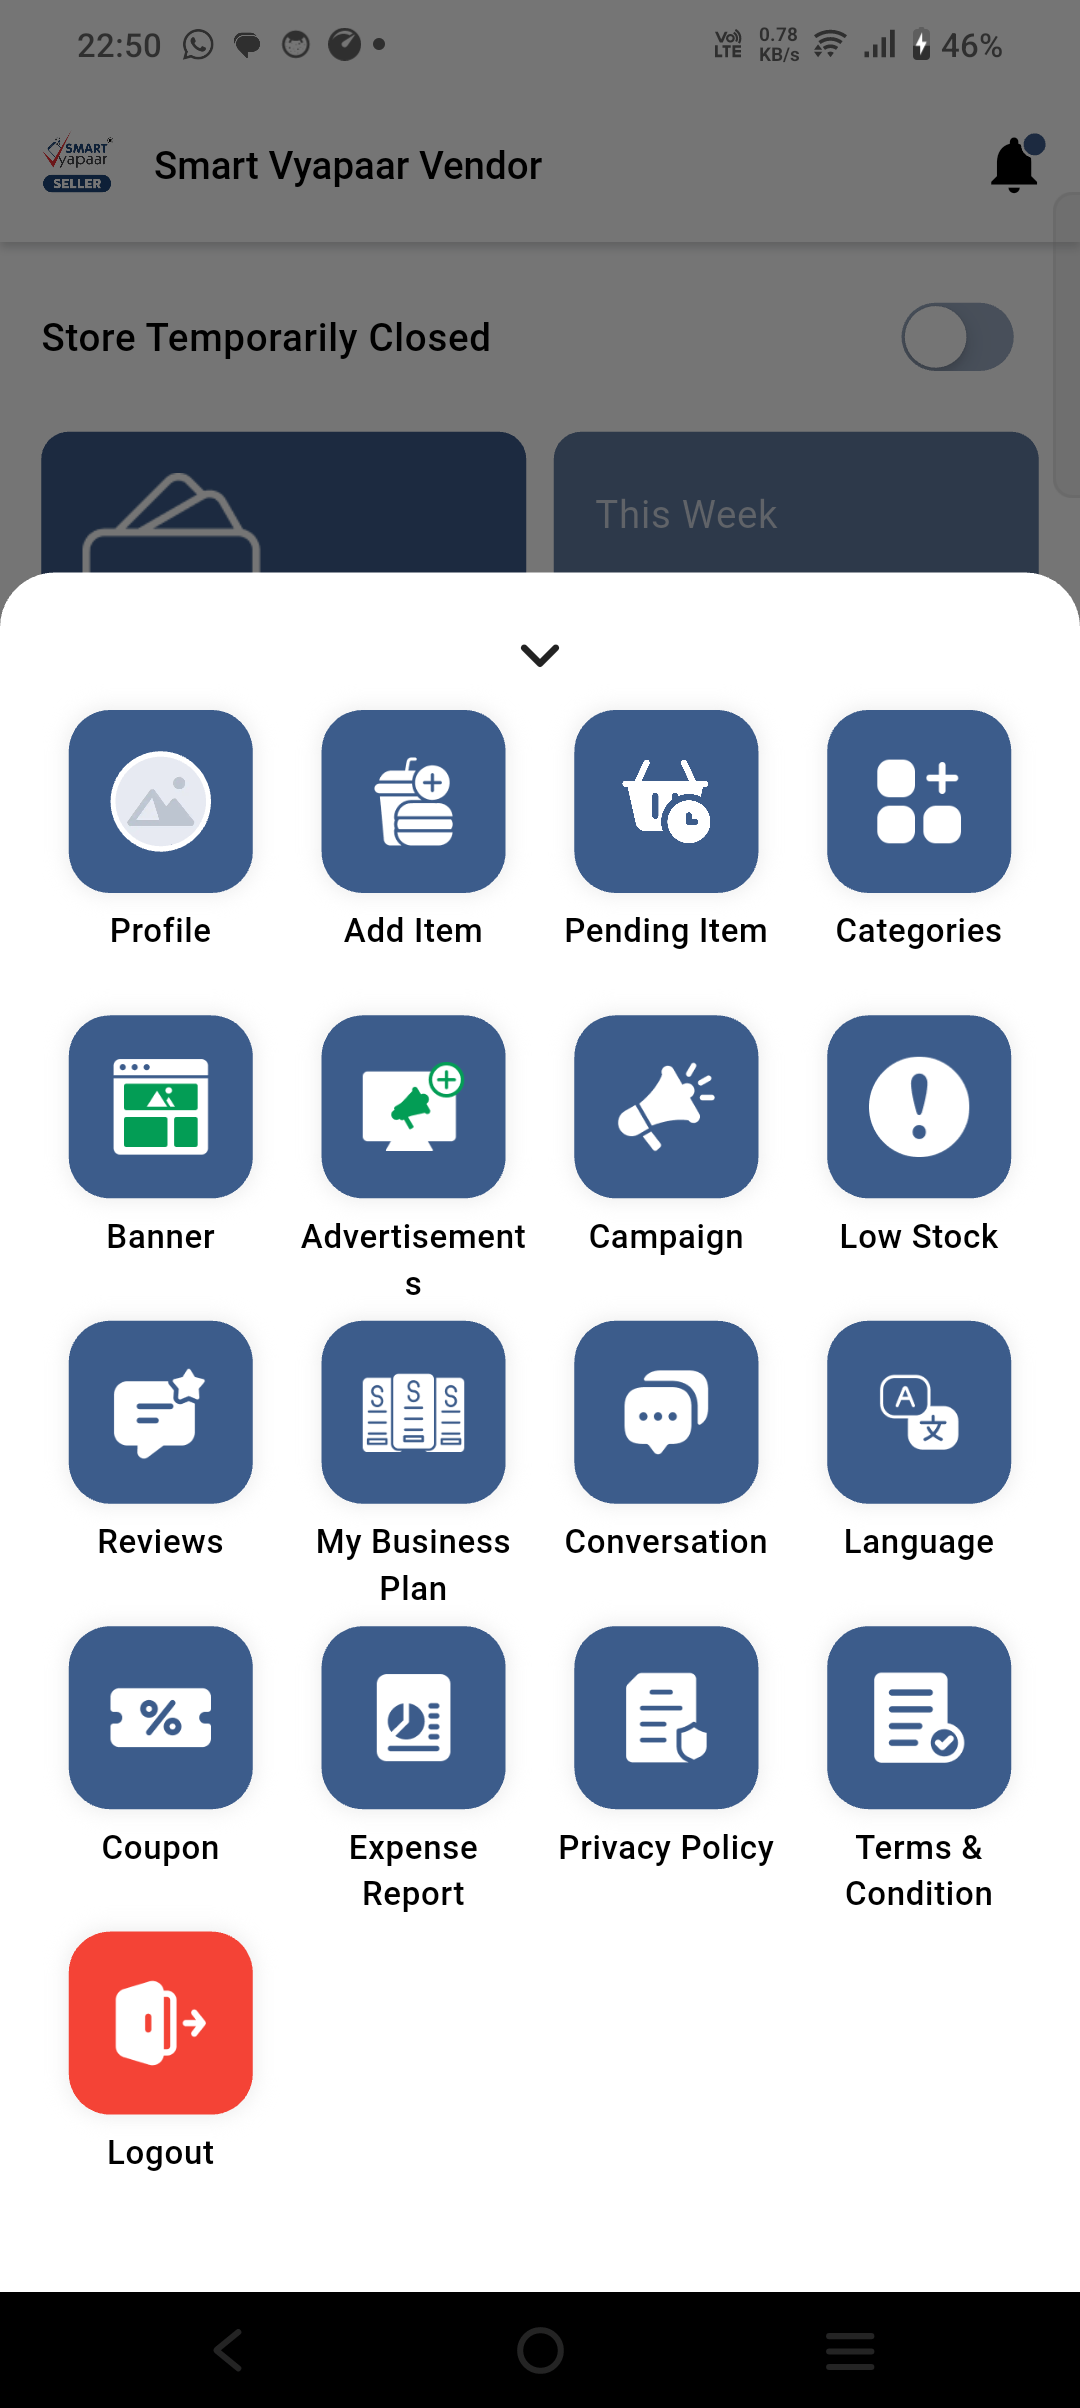 22:50
Vo) LTE
0.78 KB/s
46%
SMART
Vyapaar
SELLER
Smart Vyapaar Vendor
Store Temporarily Closed
This Week
Profile
Add Item
Pending Item
Categories
Banner
Advertisement
s
Campaign
Low Stock
Reviews
My Business
Plan
Conversation
Language
Coupon
Expense
Report
Privacy Policy
Terms &
Condition
Logout